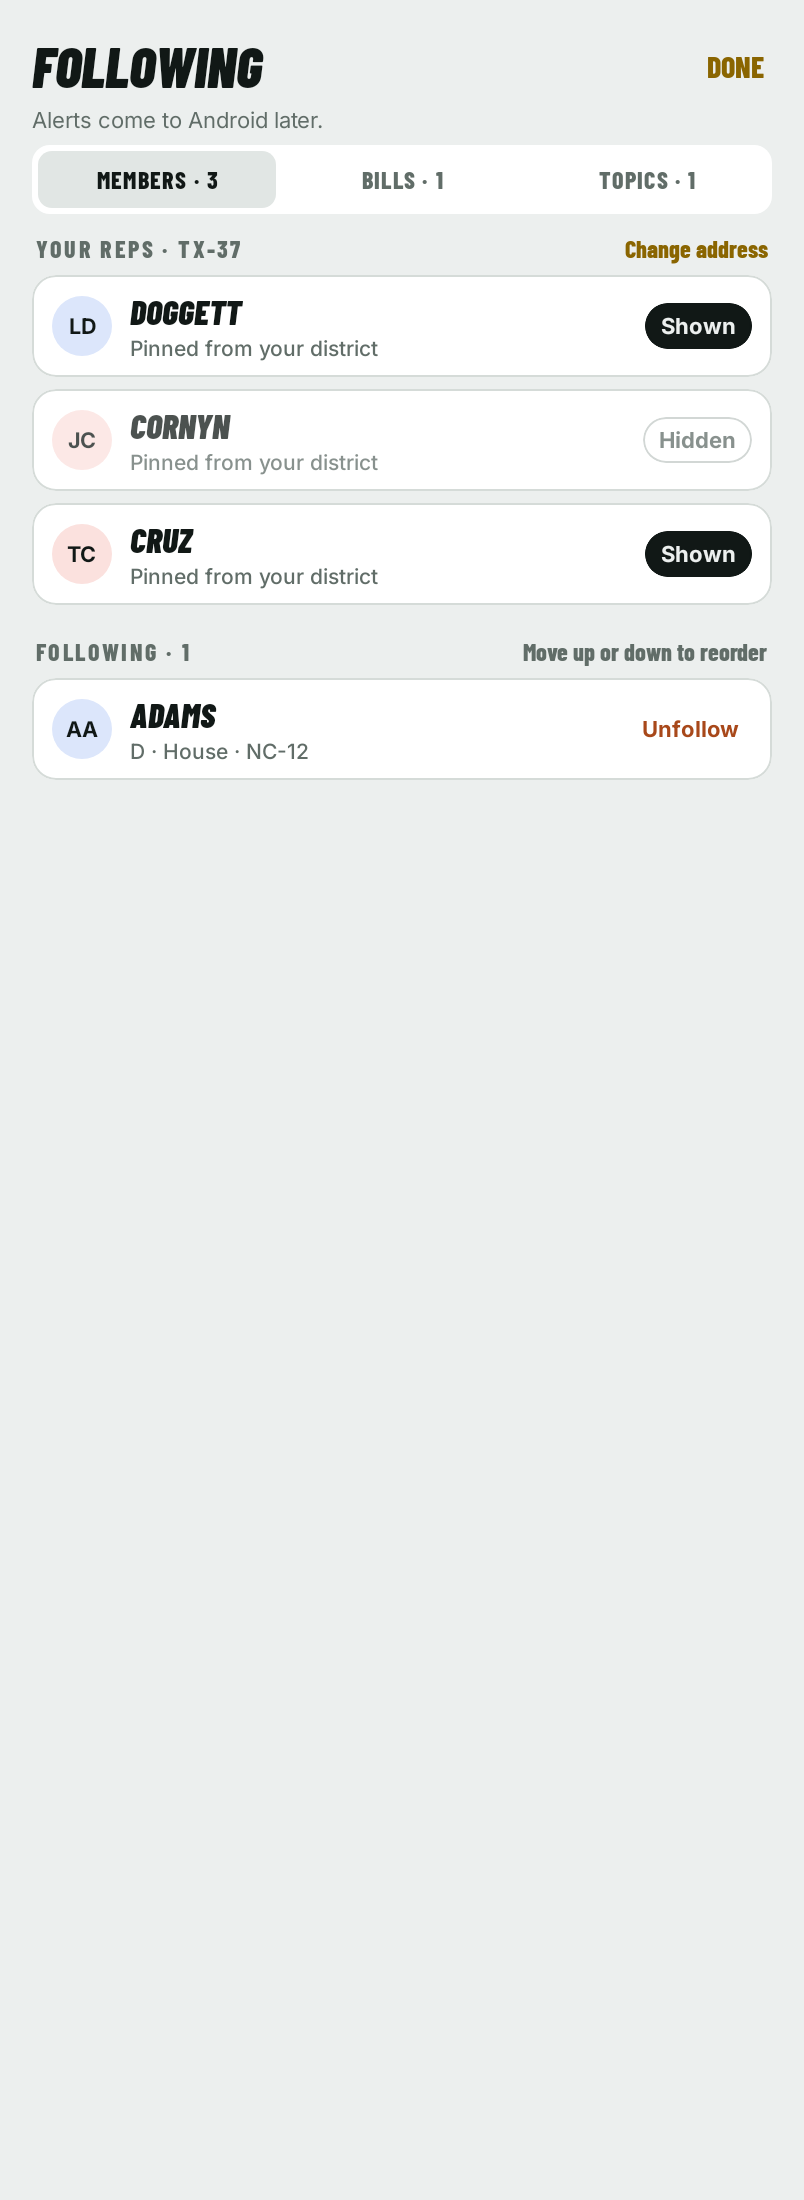 FOLLOWING
DONE
Alerts come to Android later.
MEMBERS · 3
BILLS · 1
TOPICS · 1
YOUR REPS · TX-37
Change address
LD
DOGGETT
Pinned from your district
Shown
JC
CORNYN
Pinned from your district
Hidden
TC
CRUZ
Pinned from your district
Shown
FOLLOWING · 1
Move up or down to reorder
AA
ADAMS
D · House · NC-12
Unfollow